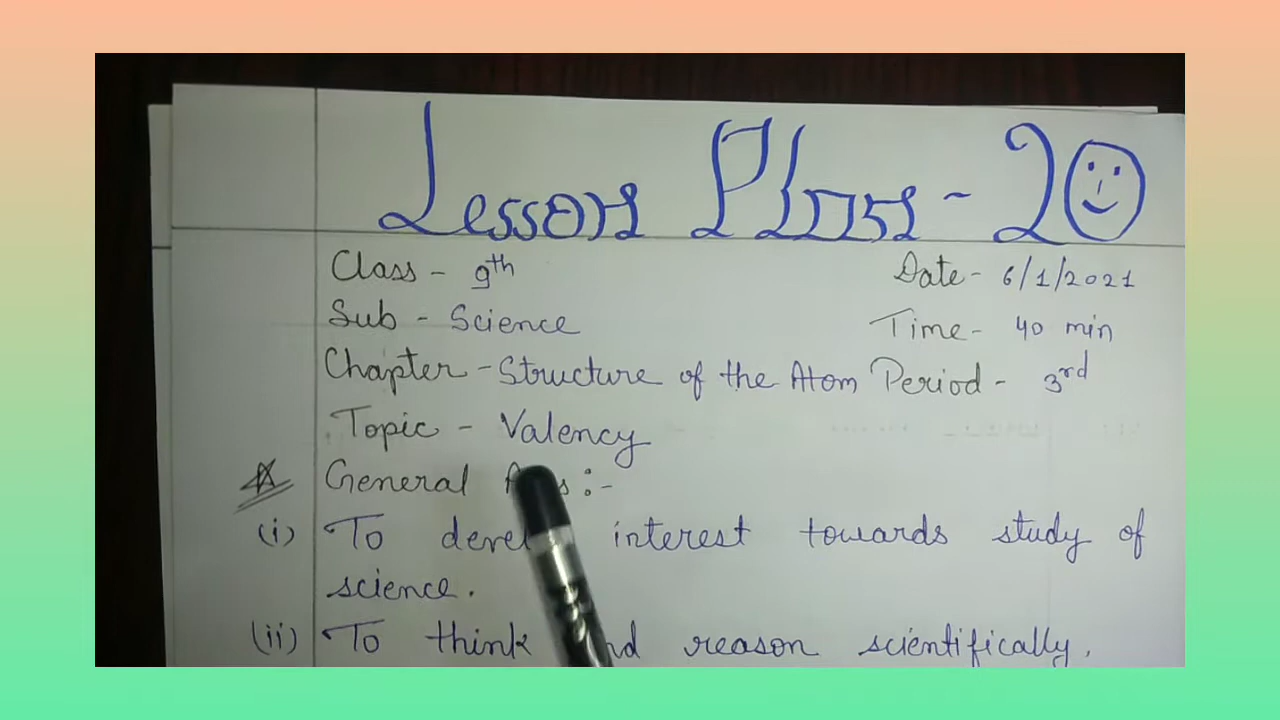 Lesson Plan - 20
Class - 9th
Date - 6/1/2021
Sub - Science
Time - 40 min
Chapter - Structure of the Atom
Period - 3rd
Topic - Valency
General :-
(i) To interest towards study of
science.
(ii) To think reason scientifically.